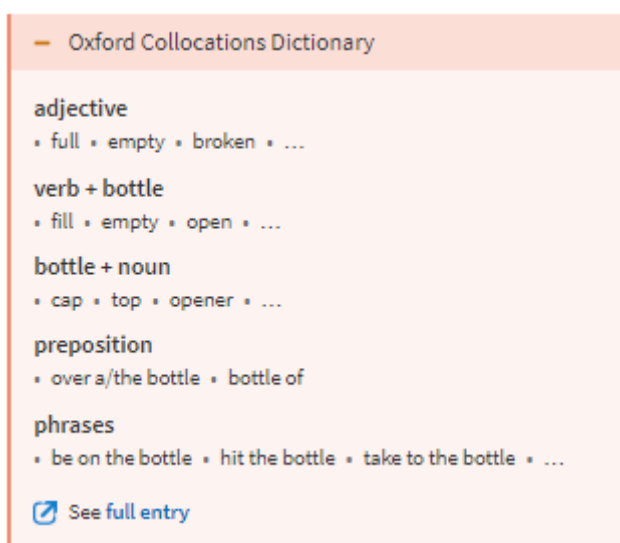 – Oxford Collocations Dictionary
adjective
▪ full ▪ empty ▪ broken ▪ …
verb + bottle
▪ fill ▪ empty ▪ open ▪ …
bottle + noun
▪ cap ▪ top ▪ opener ▪ …
preposition
▪ over a/the bottle ▪ bottle of
phrases
▪ be on the bottle ▪ hit the bottle ▪ take to the bottle ▪ …
See full entry